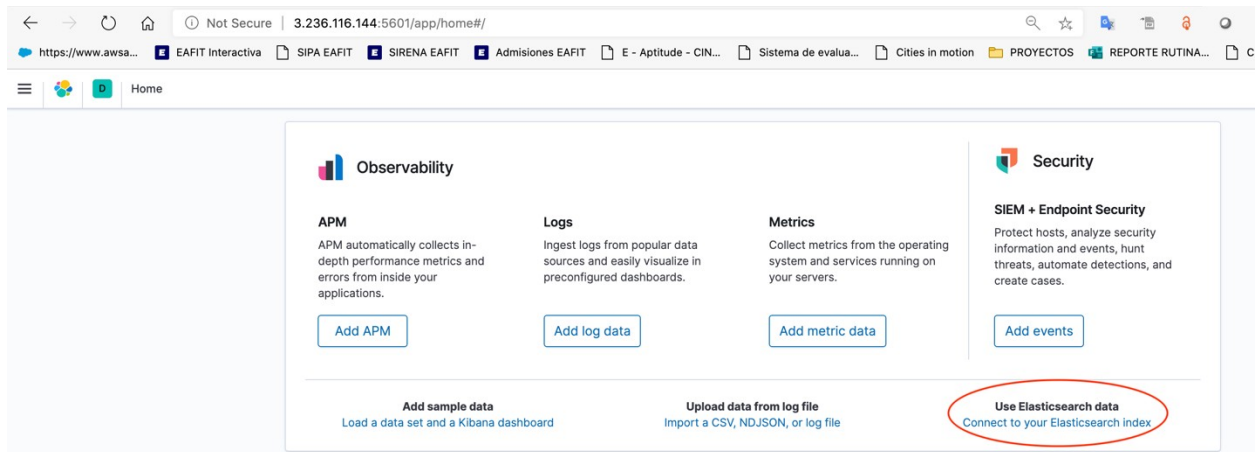 Not Secure | 3.236.116.144:5601/app/home#/
https://www.awsa... EAFIT Interactiva SIPA EAFIT SIRENA EAFIT Admisiones EAFIT E - Aptitude - CIN... Sistema de evalua... Cities in motion PROYECTOS REPORTE RUTINA... C
D Home
Observability
Security
APM
APM automatically collects in-
depth performance metrics and
errors from inside your
applications.
Add APM
Logs
Ingest logs from popular data
sources and easily visualize in
preconfigured dashboards.
Add log data
Metrics
Collect metrics from the operating
system and services running on
your servers.
Add metric data
SIEM + Endpoint Security
Protect hosts, analyze security
information and events, hunt
threats, automate detections, and
create cases.
Add events
Add sample data
Load a data set and a Kibana dashboard
Upload data from log file
Import a CSV, NDJSON, or log file
Use Elasticsearch data
Connect to your Elasticsearch index